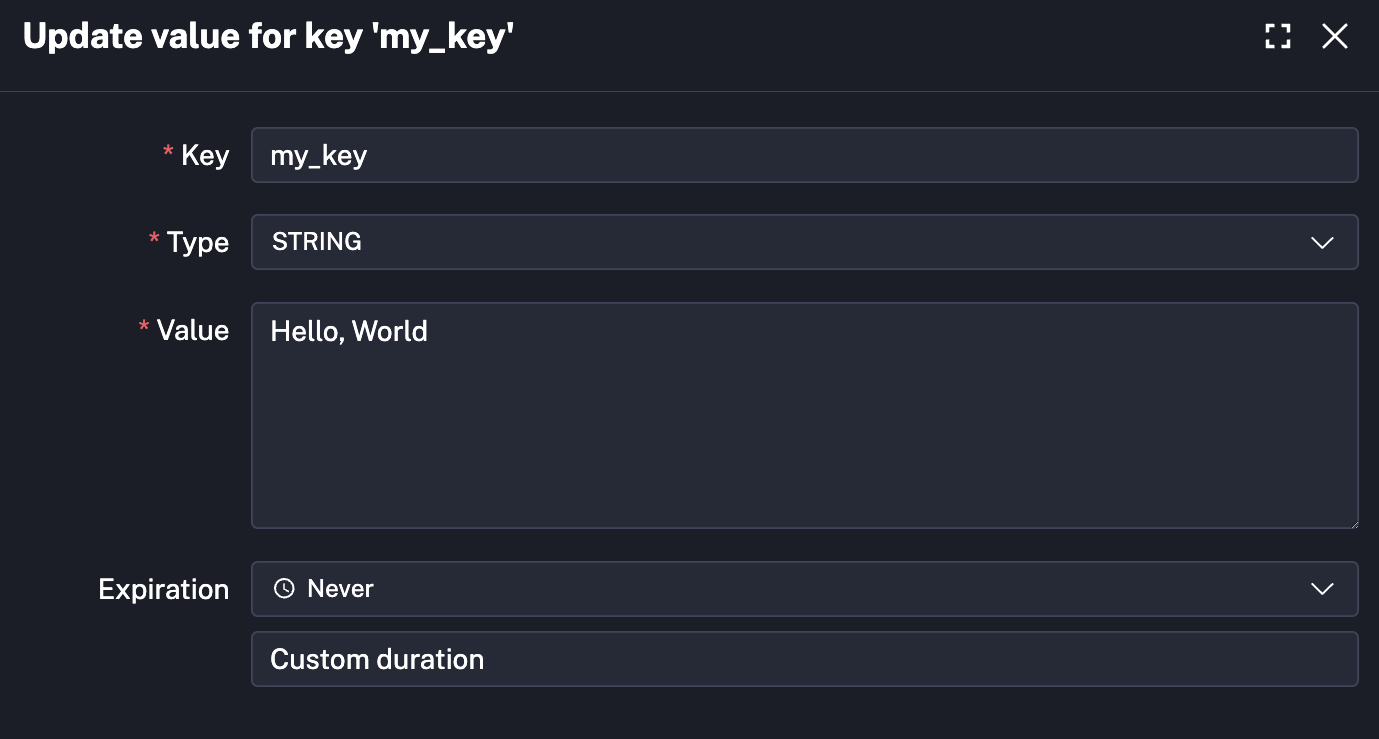 Update value for key 'my_key'
* Key my_key
* Type STRING
* Value Hello, World
Expiration Never
Custom duration